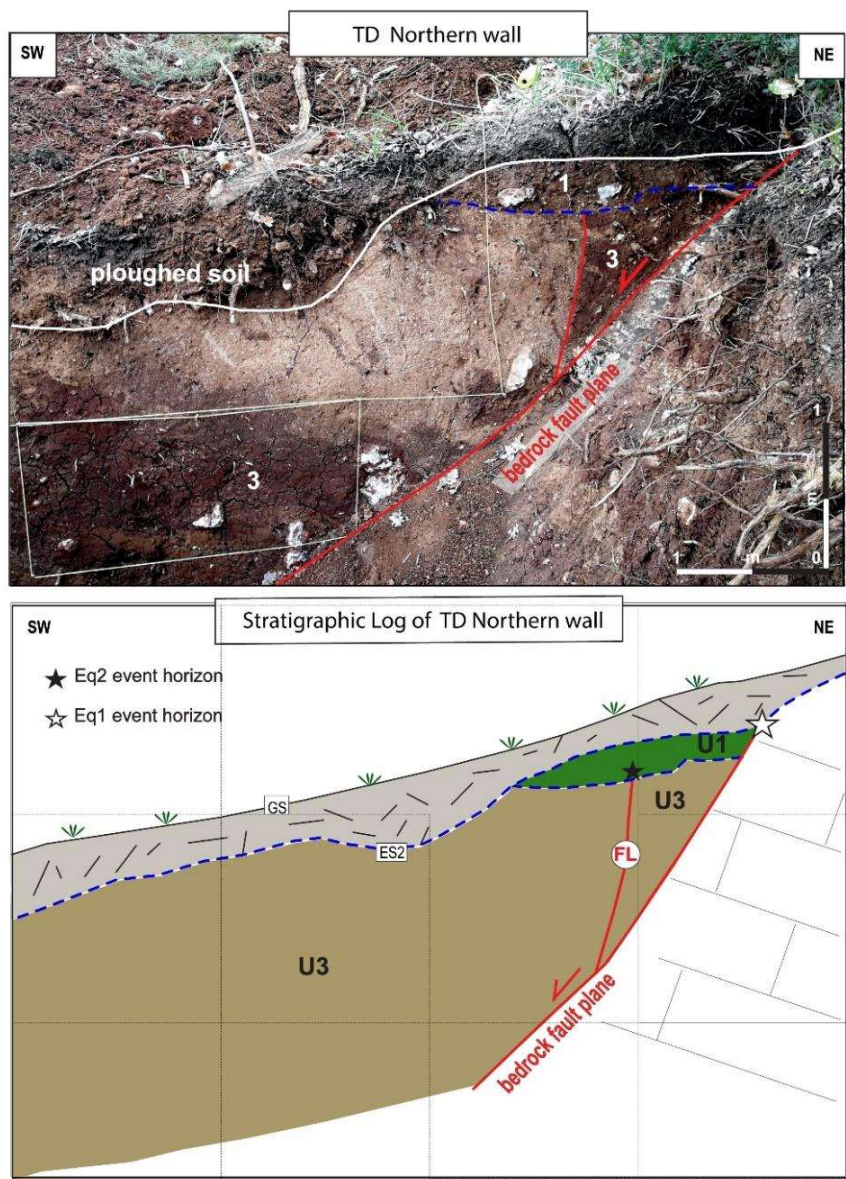 TD Northern wall
SW
NE
1
3
ploughed soil
bedrock fault plane
3
1
m
1 m 0
Stratigraphic Log of TD Northern wall
SW
NE
★ Eq2 event horizon
☆ Eq1 event horizon
U1
U3
GS
ES2
FL
U3
bedrock fault plane